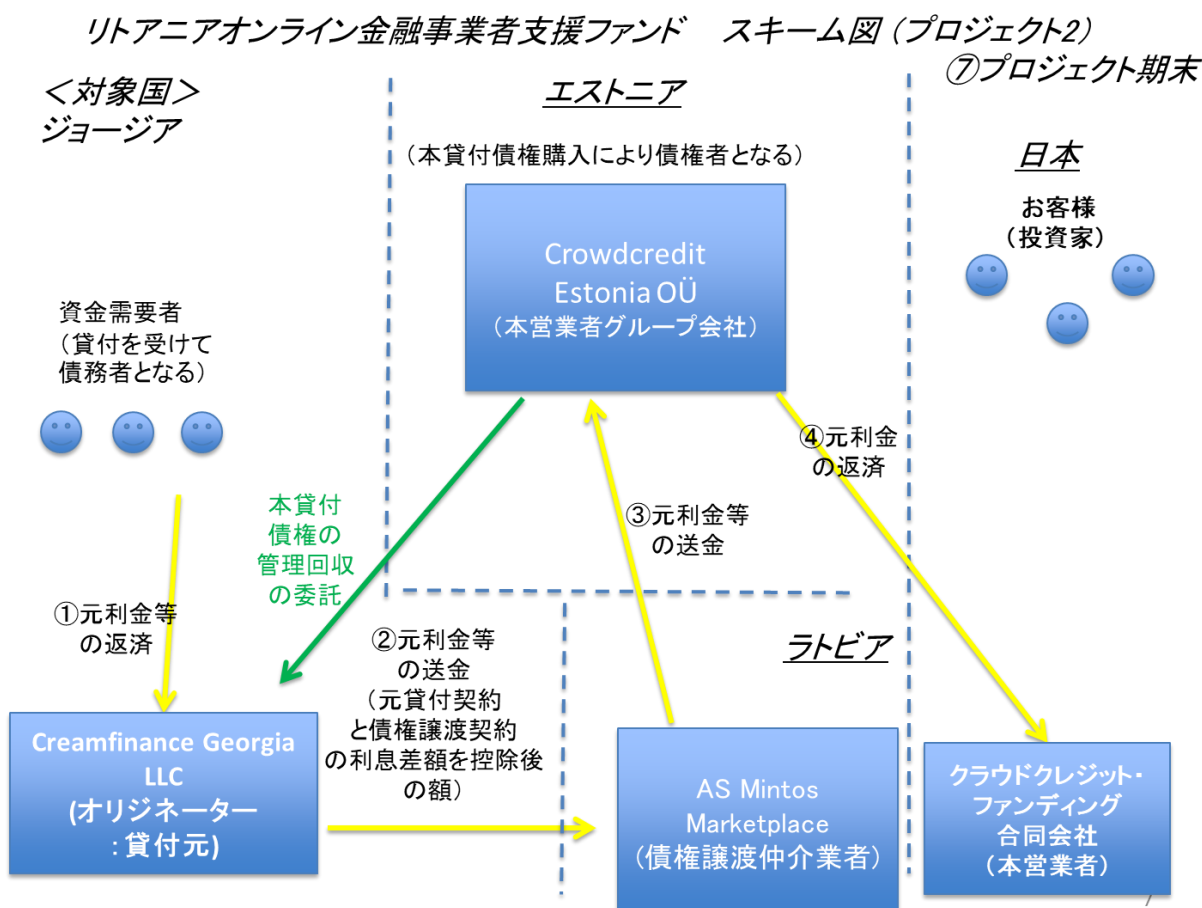 リトアニアオンライン金融事業者支援ファンド　スキーム図（プロジェクト2）
⑦プロジェクト期末
＜対象国＞
ジョージア
エストニア
（本貸付債権購入により債権者となる）
日本
お客様
（投資家）
Crowdcredit
Estonia OÜ
（本営業者グループ会社）
資金需要者
（貸付を受けて
債務者となる）
④元利金
の返済
本貸付
債権の
管理回収
の委託
③元利金等
の送金
①元利金等
の返済
②元利金等
の送金
（元貸付契約
と債権譲渡契約
の利息差額を控除後
の額）
ラトビア
Creamfinance Georgia
LLC
(オリジネーター
：貸付元)
AS Mintos
Marketplace
（債権譲渡仲介業者）
クラウドクレジット・
ファンディング
合同会社
（本営業者）